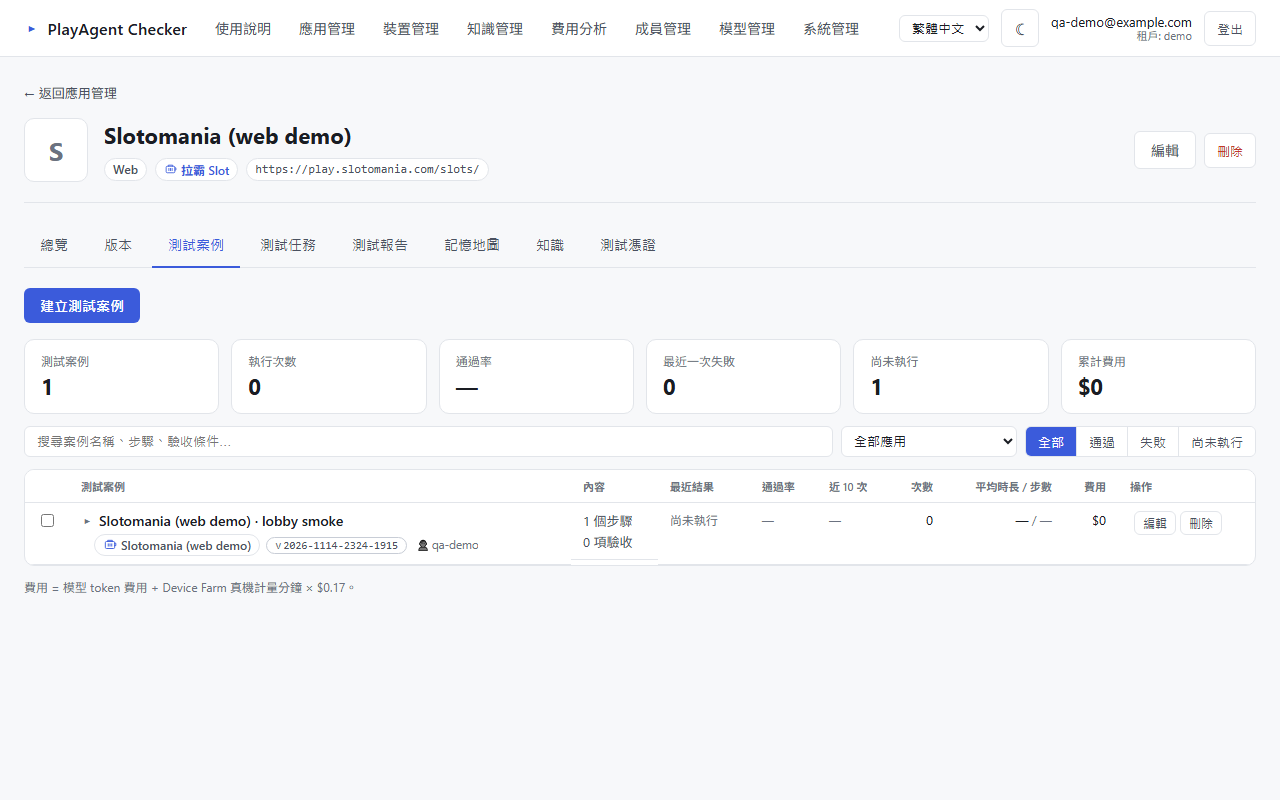 ▸ PlayAgent Checker 使用說明 應用管理 裝置管理 知識管理 費用分析 成員管理 模型管理 系統管理 繁體中文 ☾ qa-demo@example.com 登出
租戶: demo
← 返回應用管理
S
Slotomania (web demo)
Web 拉霸 Slot https://play.slotomania.com/slots/
編輯 刪除
總覽 版本 測試案例 測試任務 測試報告 記憶地圖 知識 測試憑證
建立測試案例
測試案例 執行次數 通過率 最近一次失敗 尚未執行 累計費用
1 0 — 0 1 $0
搜尋案例名稱、步驟、驗收條件... 全部應用 全部 通過 失敗 尚未執行
測試案例 內容 最近結果 通過率 近 10 次 次數 平均時長 / 步數 費用 操作
▸ Slotomania (web demo) · lobby smoke 1 個步驟 尚未執行 — — 0 — / — $0 編輯 刪除
Slotomania (web demo) v 2026-1114-2324-1915 qa-demo 0 項驗收
費用 = 模型 token 費用 + Device Farm 真機計量分鐘 × $0.17。